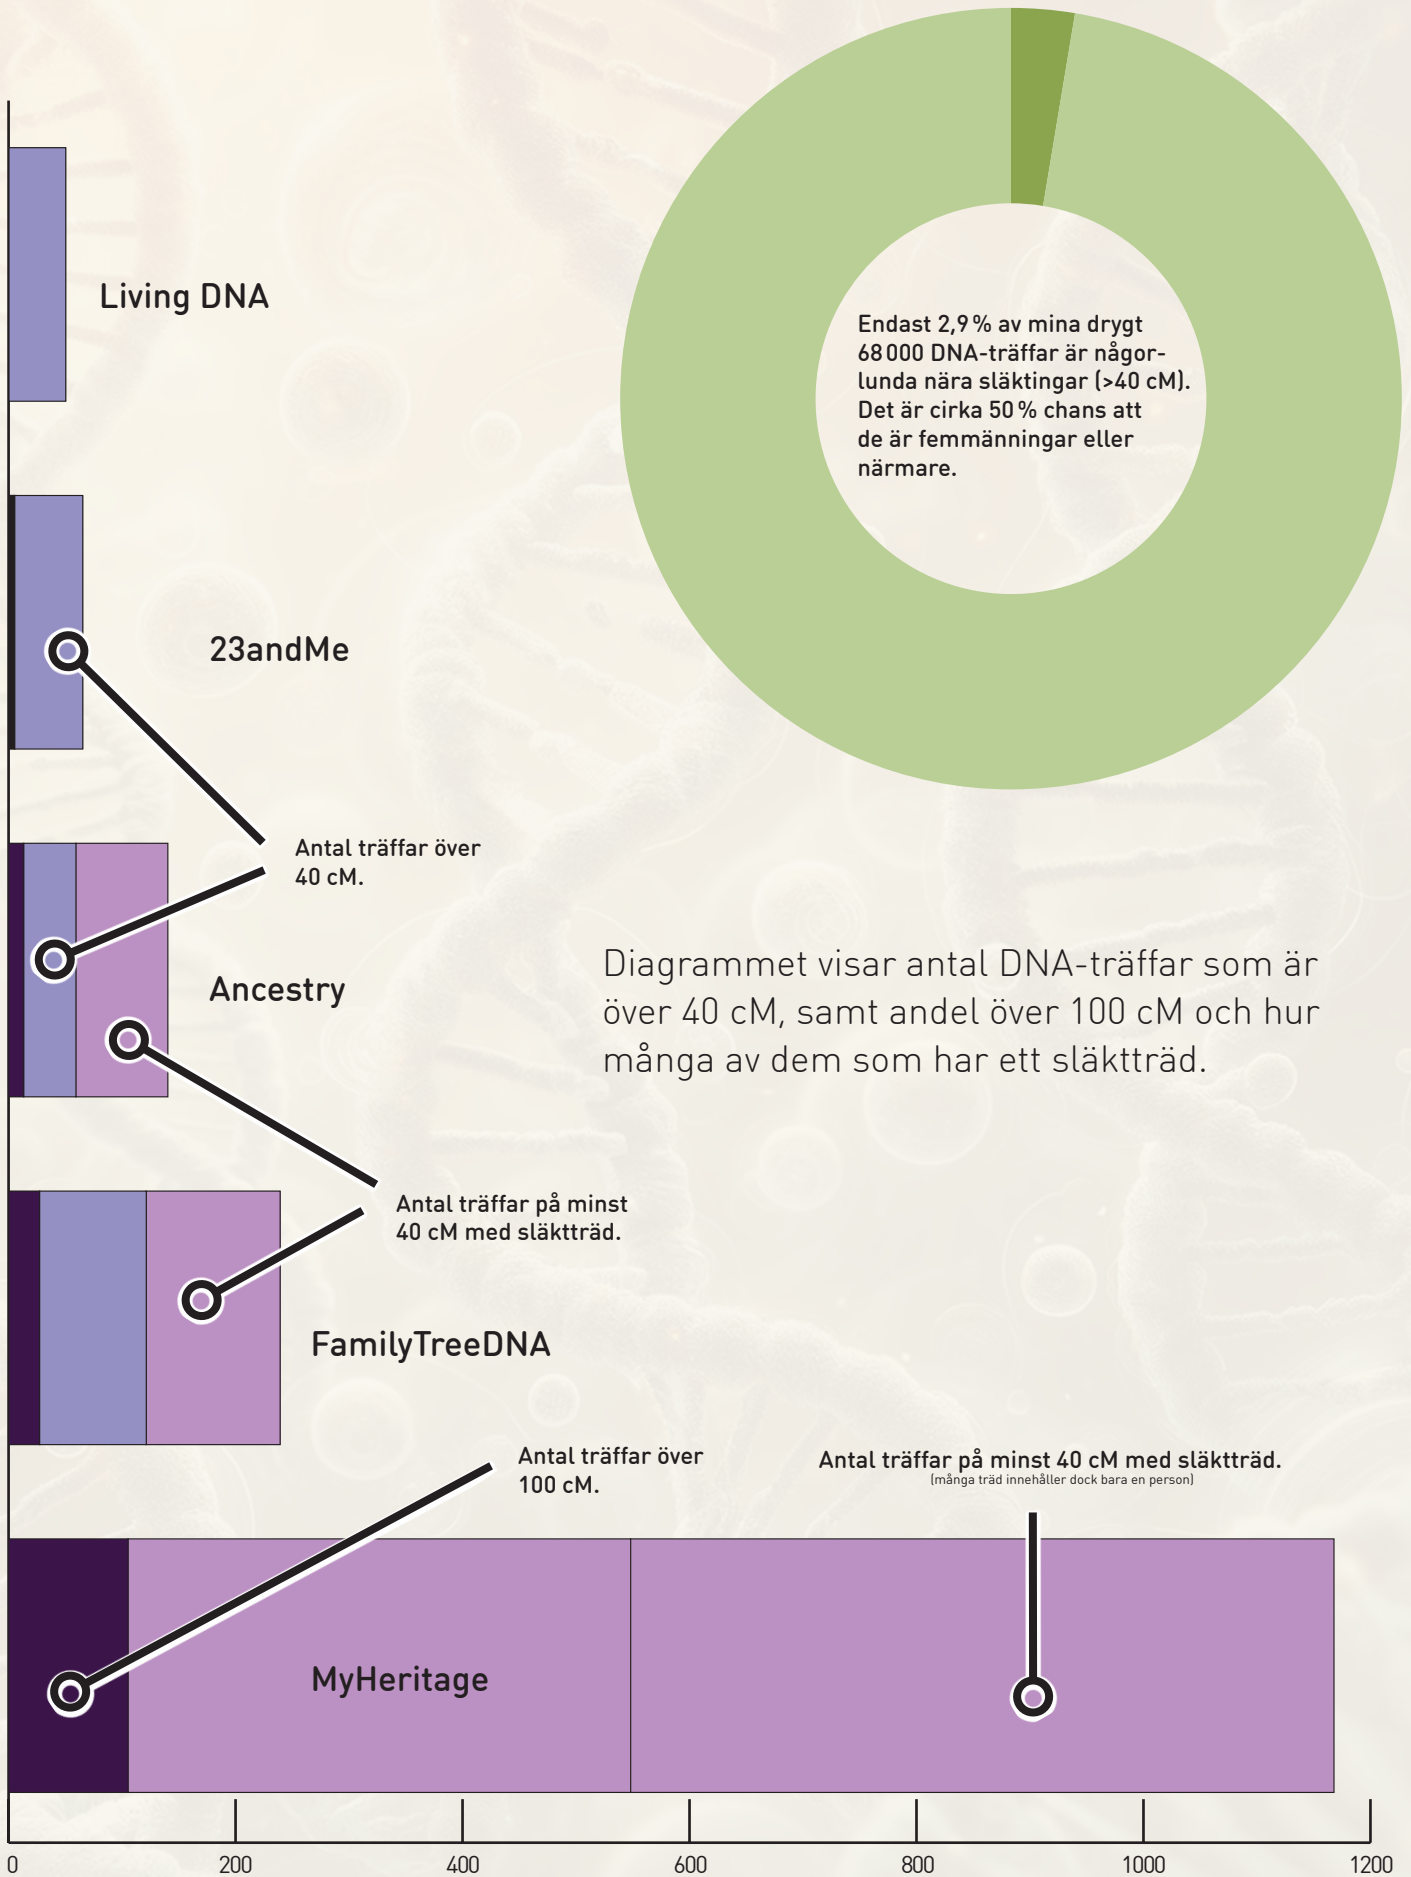 Endast 2,9 % av mina drygt
68 000 DNA-träffar är någor-
lunda nära släktingar (>40 cM).
Det är cirka 50 % chans att
de är femmänningar eller
närmare.
Living DNA
23andMe
Antal träffar över
40 cM.
Ancestry
Diagrammet visar antal DNA-träffar som är
över 40 cM, samt andel över 100 cM och hur
många av dem som har ett släktträd.
Antal träffar på minst
40 cM med släktträd.
FamilyTreeDNA
Antal träffar över
100 cM.
Antal träffar på minst 40 cM med släktträd.
(många träd innehåller dock bara en person)
MyHeritage
0 200 400 600 800 1000 1200